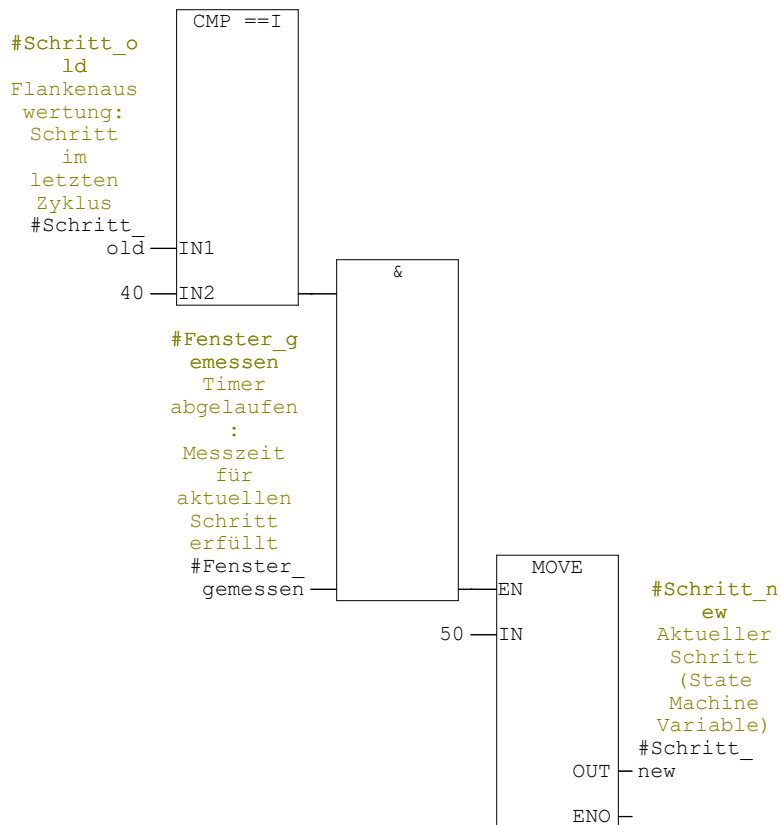 CMP ==I
#Schritt_o
ld
Flankenaus
wertung:
Schritt
im
letzten
Zyklus
#Schritt_
old
IN1
40
IN2
&
#Fenster_g
emessen
Timer
abgelaufen
:
Messzeit
für
aktuellen
Schritt
erfüllt
#Fenster_
gemessen
MOVE
EN
50
IN
#Schritt_n
ew
Aktueller
Schritt
(State
Machine
Variable)
#Schritt_
OUT
new
ENO